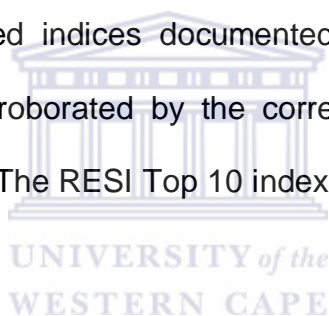 ed indices documented
roborated by the corre
The RESI Top 10 index
UNIVERSITY of the
WESTERN CAPE